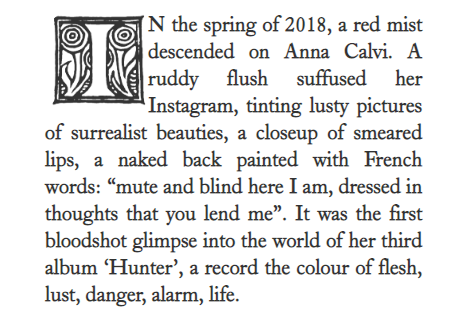 IN the spring of 2018, a red mist
descended on Anna Calvi. A
ruddy flush suffused her
Instagram, tinting lusty pictures
of surrealist beauties, a closeup of smeared
lips, a naked back painted with French
words: “mute and blind here I am, dressed in
thoughts that you lend me”. It was the first
bloodshot glimpse into the world of her third
album ‘Hunter’, a record the colour of flesh,
lust, danger, alarm, life.